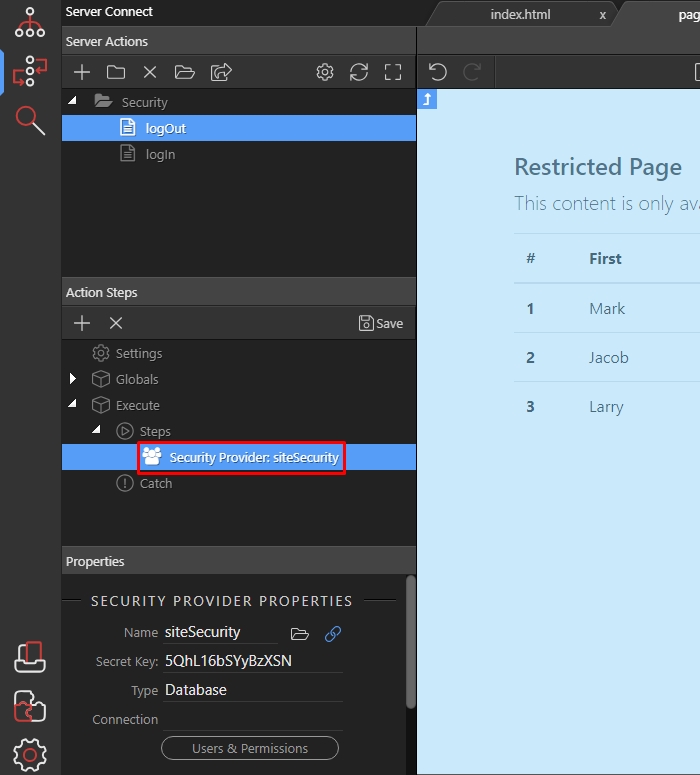 Server Connect
Server Actions
Security
logOut
logIn
Action Steps
Save
Settings
Globals
Execute
Steps
Security Provider: siteSecurity
Catch
Properties
SECURITY PROVIDER PROPERTIES
Name siteSecurity
Secret Key: 5QhL16bSYyBzXSN
Type Database
Connection
Users & Permissions
index.html x pag
Restricted Page
This content is only ava
# First
1 Mark
2 Jacob
3 Larry